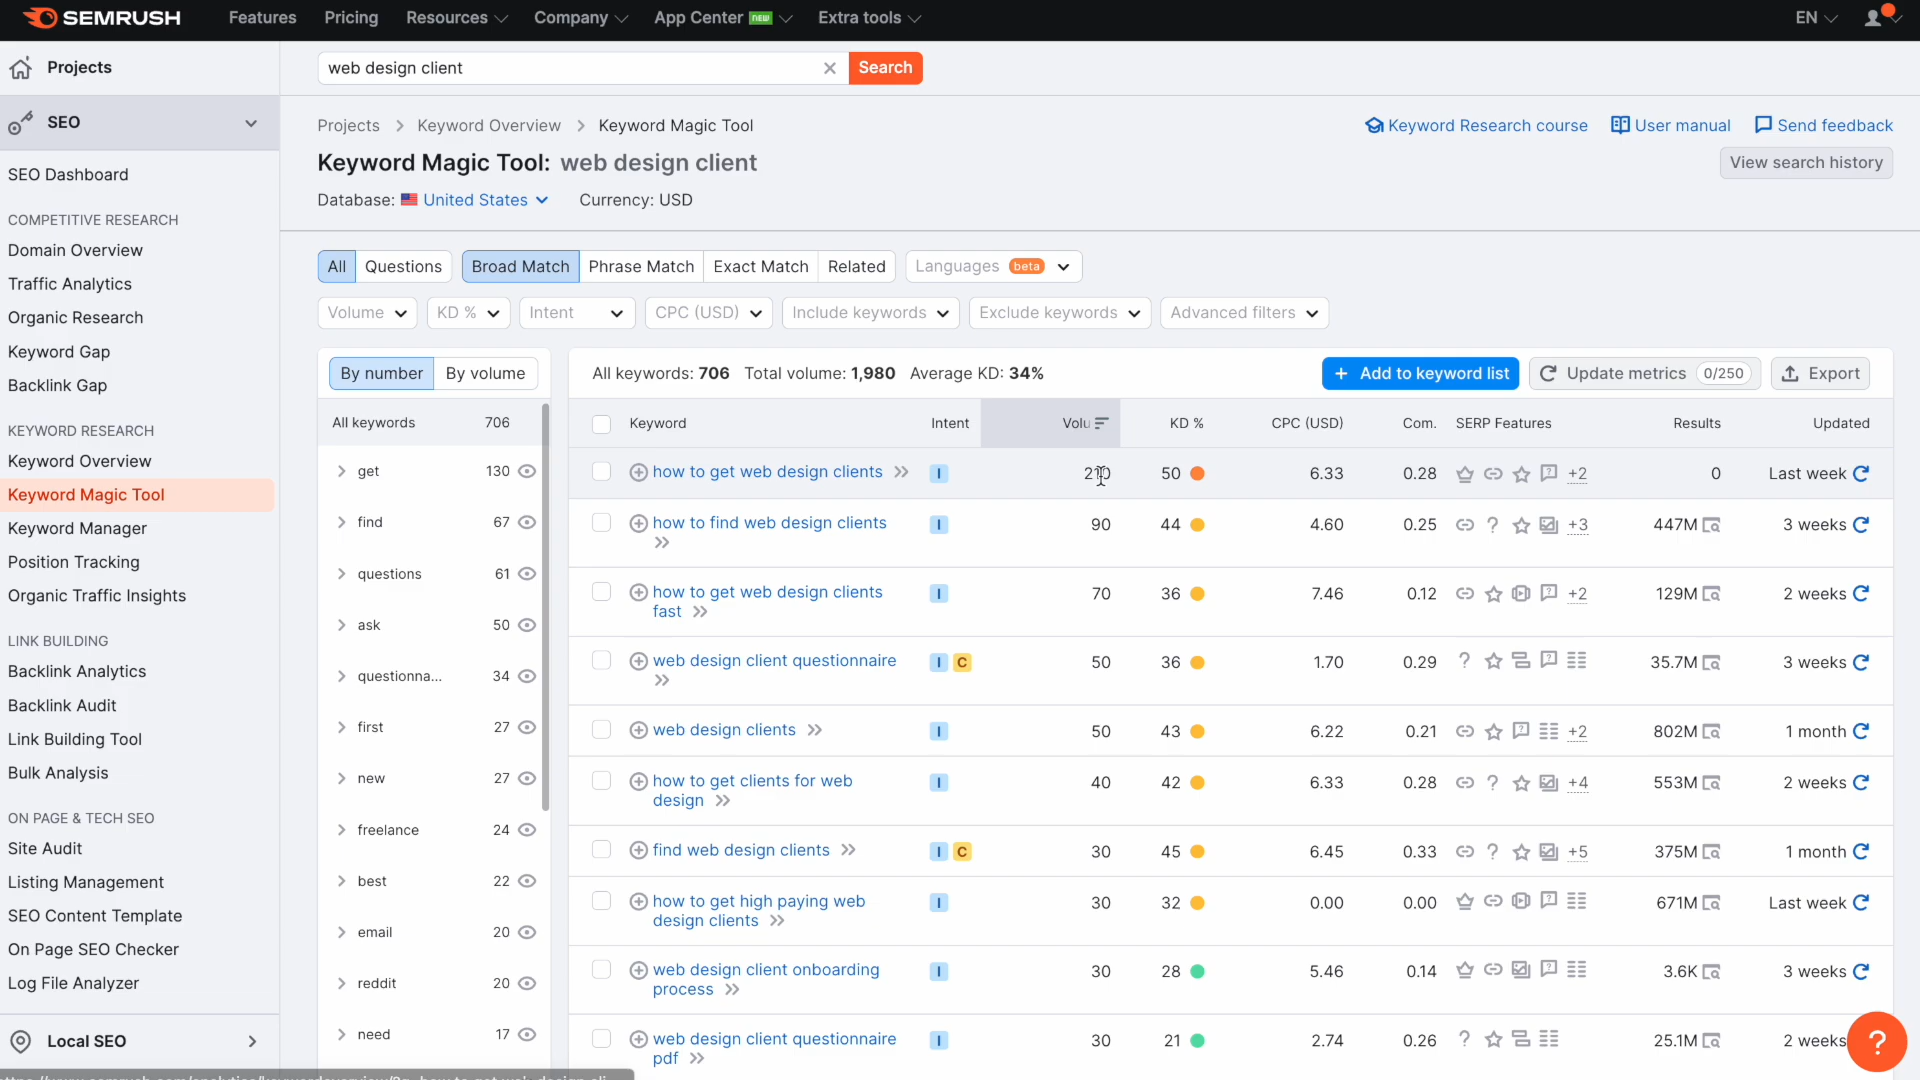 SEMRUSH
Features
Pricing
Resources
Company
App Center NEW
Extra tools
EN
Projects
SEO
SEO Dashboard
COMPETITIVE RESEARCH
Domain Overview
Traffic Analytics
Organic Research
Keyword Gap
Backlink Gap
KEYWORD RESEARCH
Keyword Overview
Keyword Magic Tool
Keyword Manager
Position Tracking
Organic Traffic Insights
LINK BUILDING
Backlink Analytics
Backlink Audit
Link Building Tool
Bulk Analysis
ON PAGE & TECH SEO
Site Audit
Listing Management
SEO Content Template
On Page SEO Checker
Log File Analyzer
Local SEO
web design client
Search
Projects > Keyword Overview > Keyword Magic Tool
Keyword Research course
User manual
Send feedback
Keyword Magic Tool: web design client
View search history
Database: United States
Currency: USD
All
Questions
Broad Match
Phrase Match
Exact Match
Related
Languages beta
Volume
KD %
Intent
CPC (USD)
Include keywords
Exclude keywords
Advanced filters
By number
By volume
All keywords 706
get 130
find 67
questions 61
ask 50
questionna... 34
first 27
new 27
freelance 24
best 22
email 20
reddit 20
need 17
All keywords: 706 Total volume: 1,980 Average KD: 34%
+ Add to keyword list
Update metrics 0/250
Export
Keyword Intent Volu KD % CPC (USD) Com. SERP Features Results Updated
how to get web design clients I 210 50 6.33 0.28 +2 0 Last week
how to find web design clients I 90 44 4.60 0.25 +3 447M 3 weeks
how to get web design clients I 70 36 7.46 0.12 +2 129M 2 weeks
fast
web design client questionnaire I C 50 36 1.70 0.29 35.7M 3 weeks
web design clients I 50 43 6.22 0.21 +2 802M 1 month
how to get clients for web I 40 42 6.33 0.28 +4 553M 2 weeks
design
find web design clients I C 30 45 6.45 0.33 +5 375M 1 month
how to get high paying web I 30 32 0.00 0.00 671M Last week
design clients
web design client onboarding I 30 28 5.46 0.14 3.6K 3 weeks
process
web design client questionnaire I 30 21 2.74 0.26 25.1M 2 weeks
pdf
?